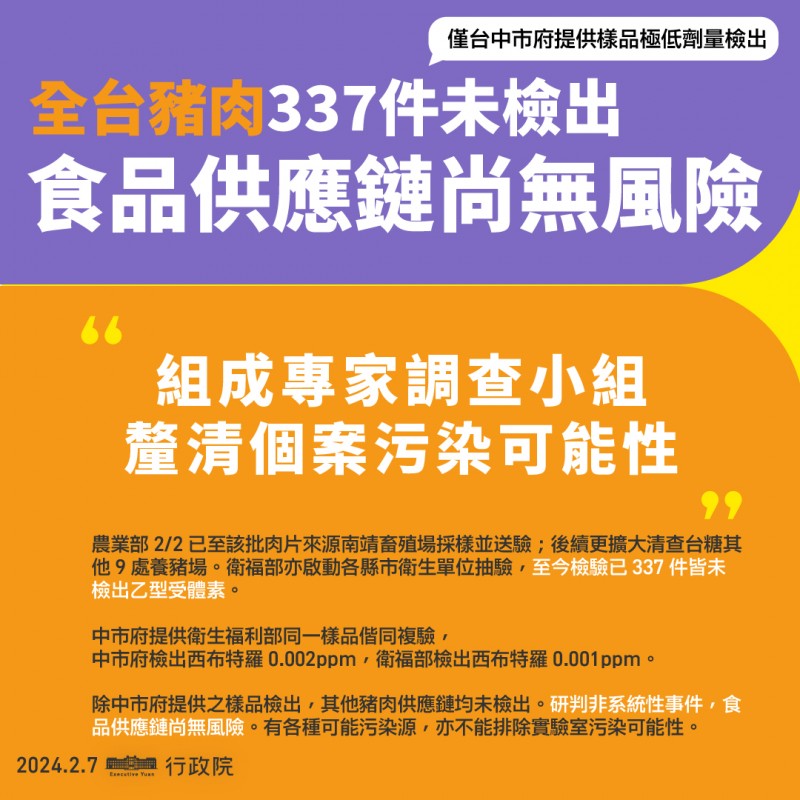 僅台中市府提供樣品極低劑量檢出
全台豬肉337件未檢出
食品供應鏈尚無風險
“
組成專家調查小組
釐清個案污染可能性
”
農業部 2/2 已至該批肉片來源南靖畜殖場採樣並送驗；後續更擴大清查台糖其
他 9 處養豬場。衛福部亦啟動各縣市衛生單位抽驗，至今檢驗已 337 件皆未
檢出乙型受體素。
中市府提供衛生福利部同一樣品偕同複驗，
中市府檢出西布特羅 0.002ppm，衛福部檢出西布特羅 0.001ppm。
除中市府提供之樣品檢出，其他豬肉供應鏈均未檢出。研判非系統性事件，食
品供應鏈尚無風險。有各種可能污染源，亦不能排除實驗室污染可能性。
2024.2.7 Executive Yuan 行政院